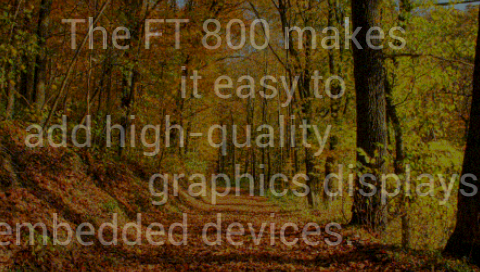 The FT 800 makes
it easy to
add high-quality
graphics displays
embedded devices.